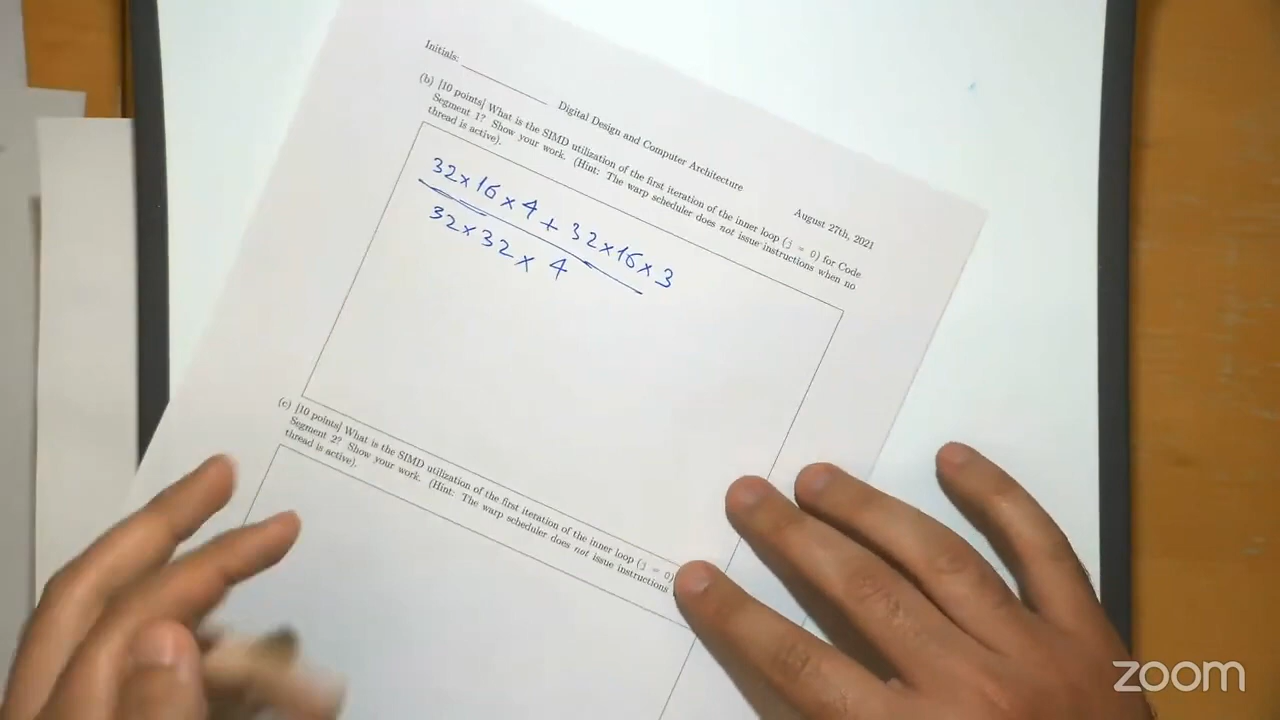 Initials:
Digital Design and Computer Architecture
August 27th, 2021
(b) [10 points] What is the SIMD utilization of the first iteration of the inner loop (j = 0) for Code
Segment 1? Show your work. (Hint: The warp scheduler does not issue instructions when no
thread is active).
32×16×4 + 32×16×3
32×32×4
(c) [10 points] What is the SIMD utilization of the first iteration of the inner loop (j = 0)
Segment 2? Show your work. (Hint: The warp scheduler does not issue instructions
thread is active).
zoom